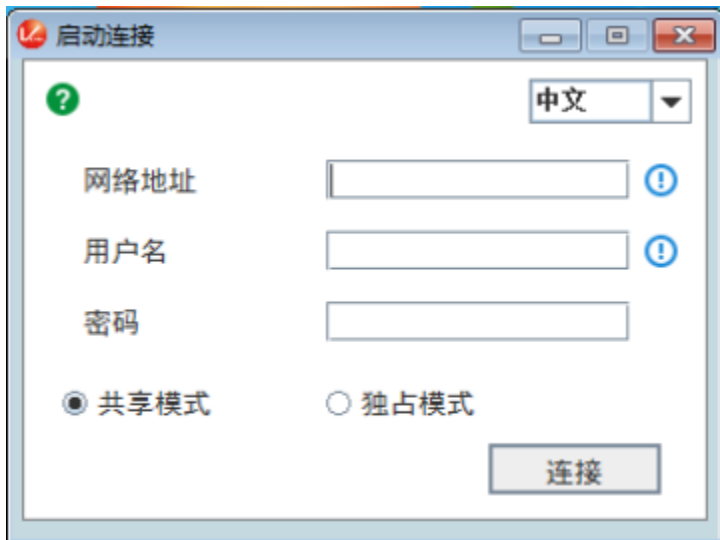 启动连接
中文
网络地址
用户名
密码
共享模式 独占模式
连接